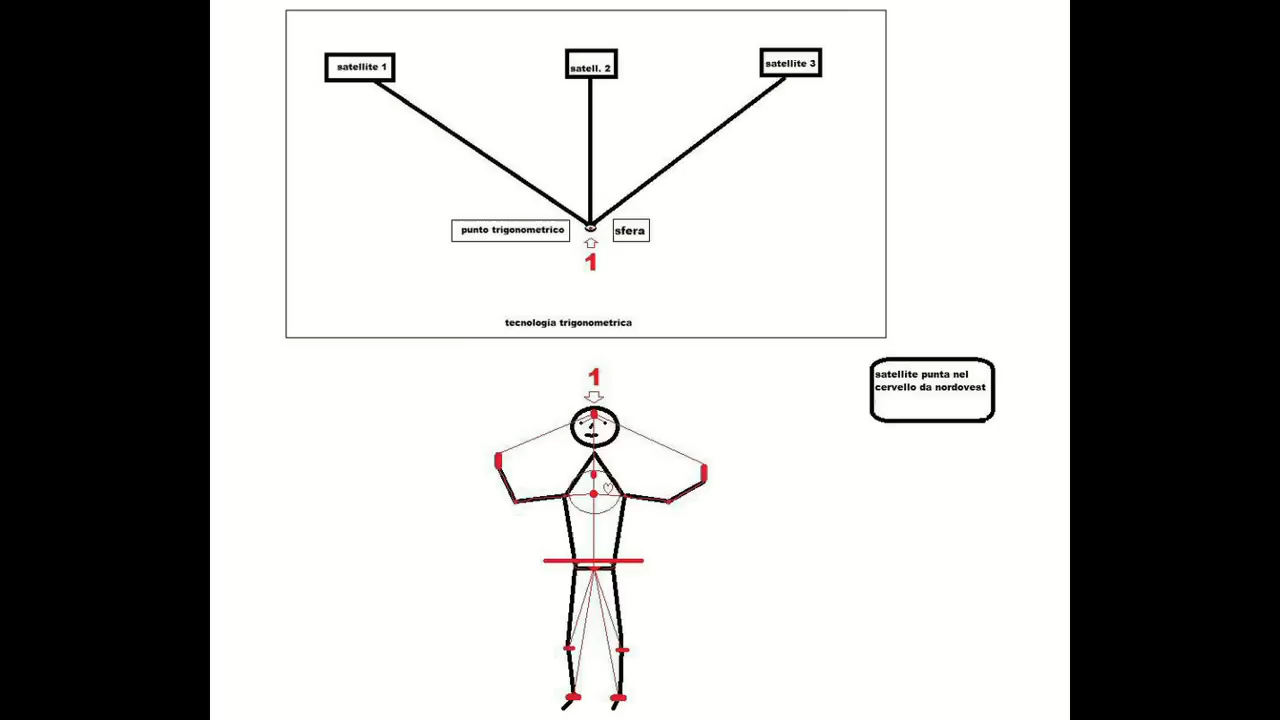 satellite 1
satell. 2
satellite 3
punto trigonometrico
sfera
1
tecnologia trigonometrica
1
satellite punta nel
cervello da nordovest